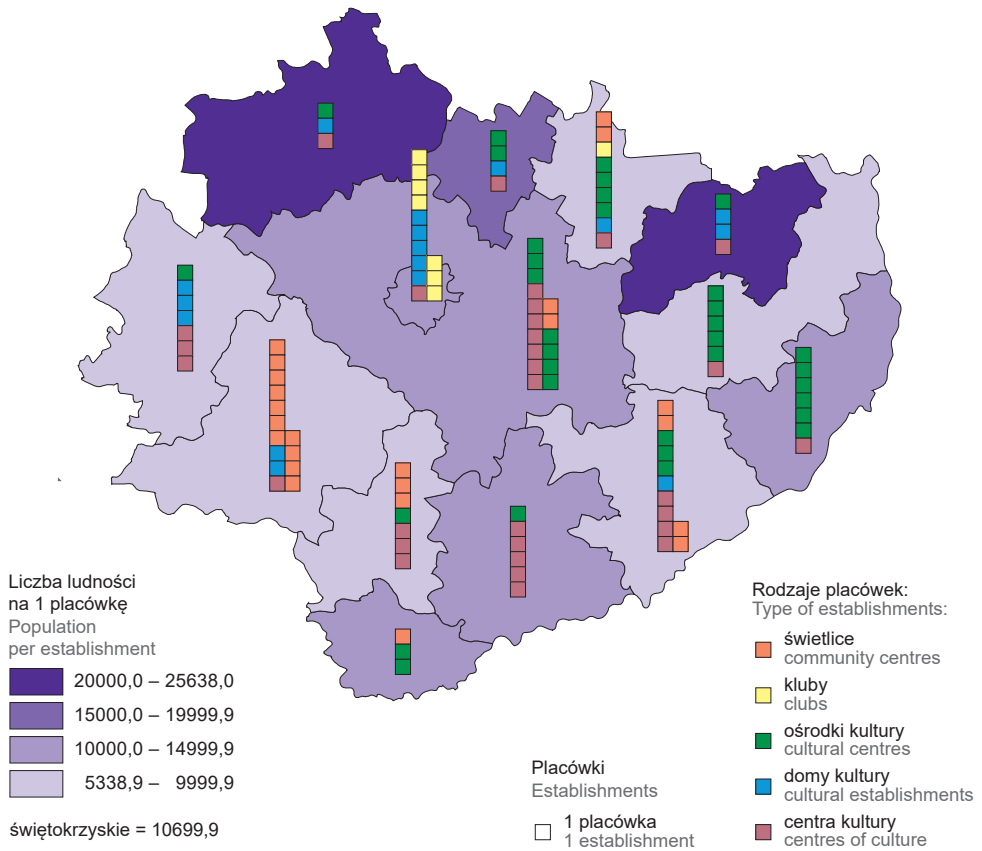 Liczba ludności
na 1 placówkę
Population
per establishment
20000,0 – 25638,0
15000,0 – 19999,9
10000,0 – 14999,9
5338,9 – 9999,9
świętokrzyskie = 10699,9
Placówki
Establishments
1 placówka
1 establishment
Rodzaje placówek:
Type of establishments:
świetlice
community centres
kluby
clubs
ośrodki kultury
cultural centres
domy kultury
cultural establishments
centra kultury
centres of culture